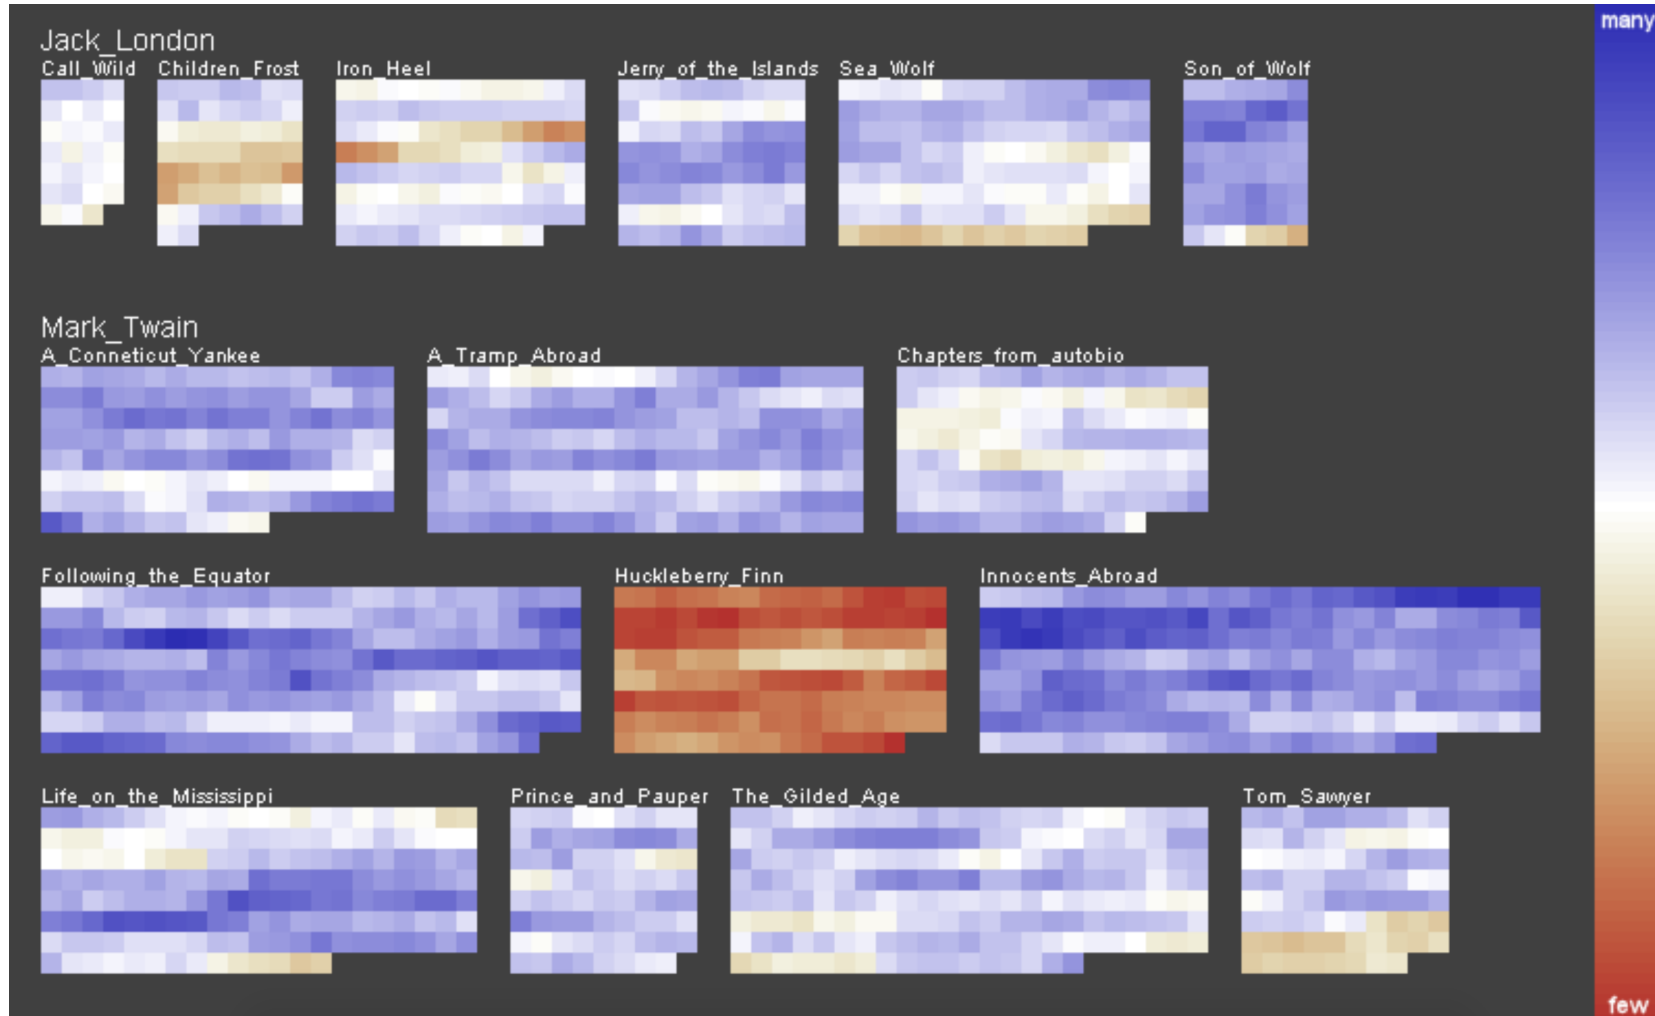 many
Jack_London
Call_Wild Children_Frost Iron_Heel Jerry_of_the_Islands Sea_Wolf Son_of_Wolf
Mark_Twain
A_Conneticut_Yankee A_Tramp_Abroad Chapters_from_autobio
Following_the_Equator Huckleberry_Finn Innocents_Abroad
Life_on_the_Mississippi Prince_and_Pauper The_Gilded_Age Tom_Sawyer
few